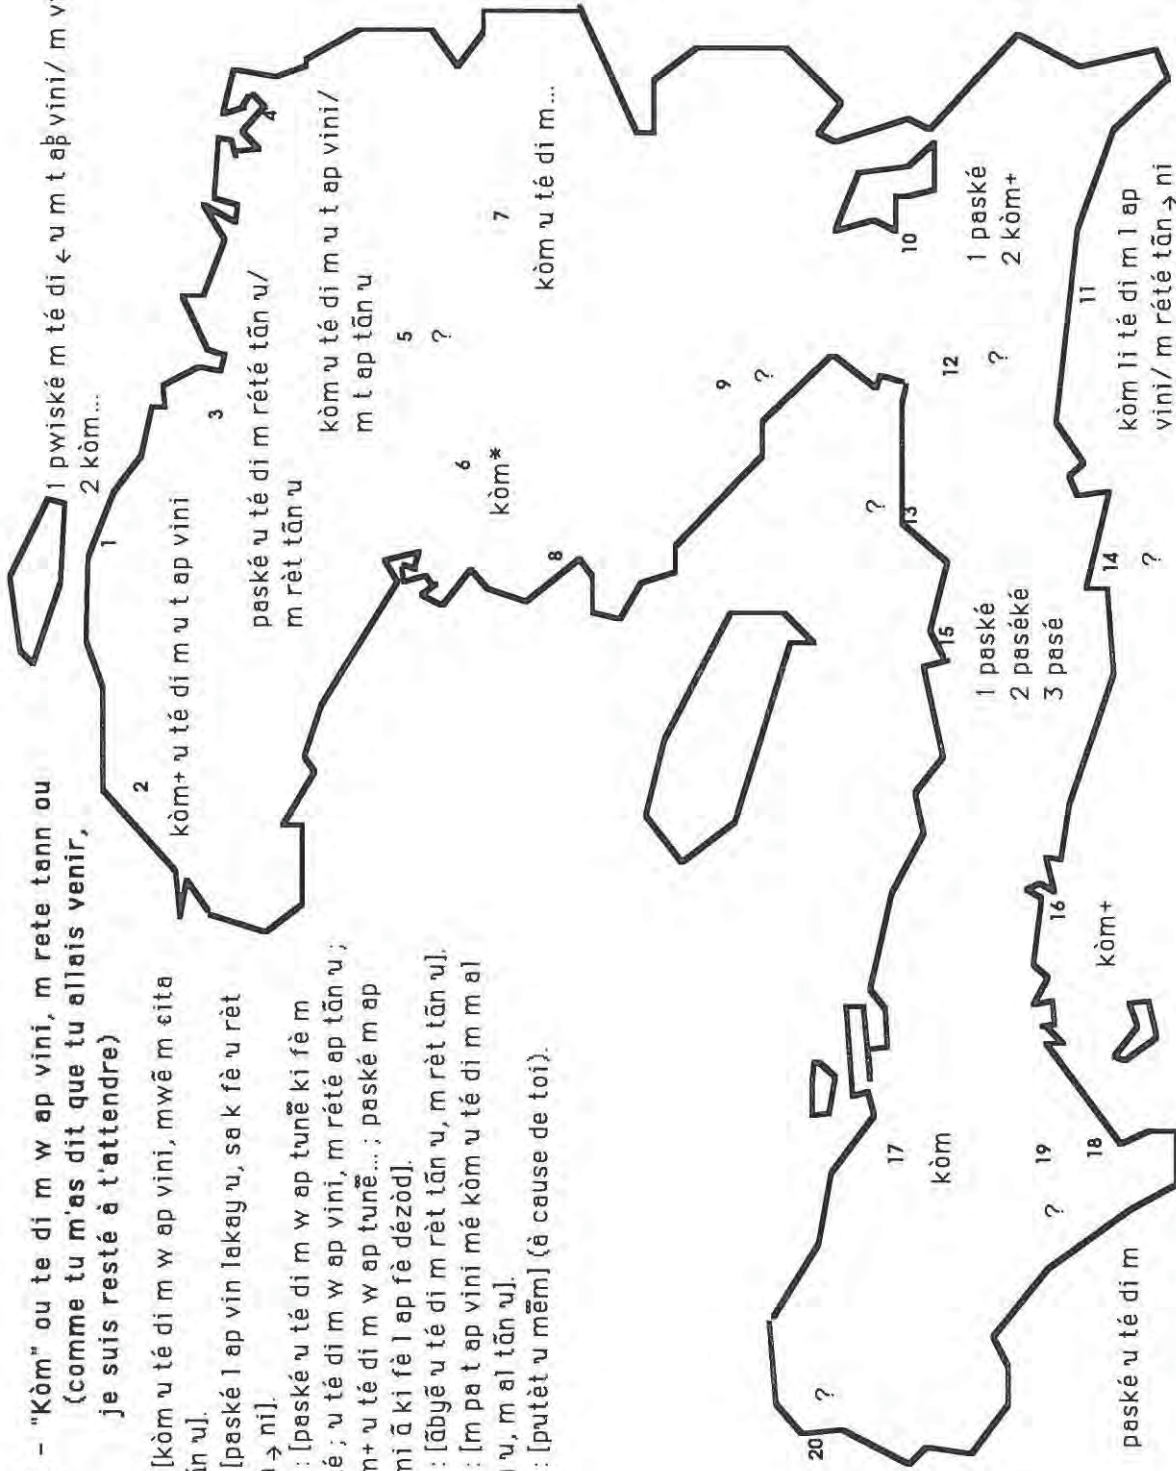 – "Kòm" ou te di m w ap vini, m rete tann ou
(comme tu m'as dit que tu allais venir,
je suis resté à t'attendre)
[kòm u té di m w ap vini, mwẽ m cita
ãn u].
[paské l ap vin lakay u, sa k fè u rèt
→ ni].
: [paské u té di m w ap tunẽ ki fè m
é ; u té di m w ap vini, m rété ap tãn u ;
m+ u té di m w ap tunẽ... ; paské m ap
mi ã ki fè l ap fè dézòd].
: [ãbyẽ u té di m rèt tãn u, m rèt tãn u].
: [m pa t ap vini mé kòm u té di m m al
u, m al tãn u].
: [putèt u mẽm] (à cause de toi).
1 pwiské m té di ← u m t ap vini/ m v
2 kòm...
1
2
kòm+ u té di m u t ap vini
3
paské u té di m rété tãn u/
m rèt tãn u
4
kòm u té di m u t ap vini/
m t ap tãn u
5
?
6
kòm*
7
kòm u té di m...
8
9
?
10
1 paské
2 kòm+
11
kòm li té di m l ap
vini/ m rété tãn → ni
12
?
13
?
14
?
15
1 paské
2 paséké
3 pasé
16
kòm+
17
kòm
18
paské u té di m
19
?
20
?